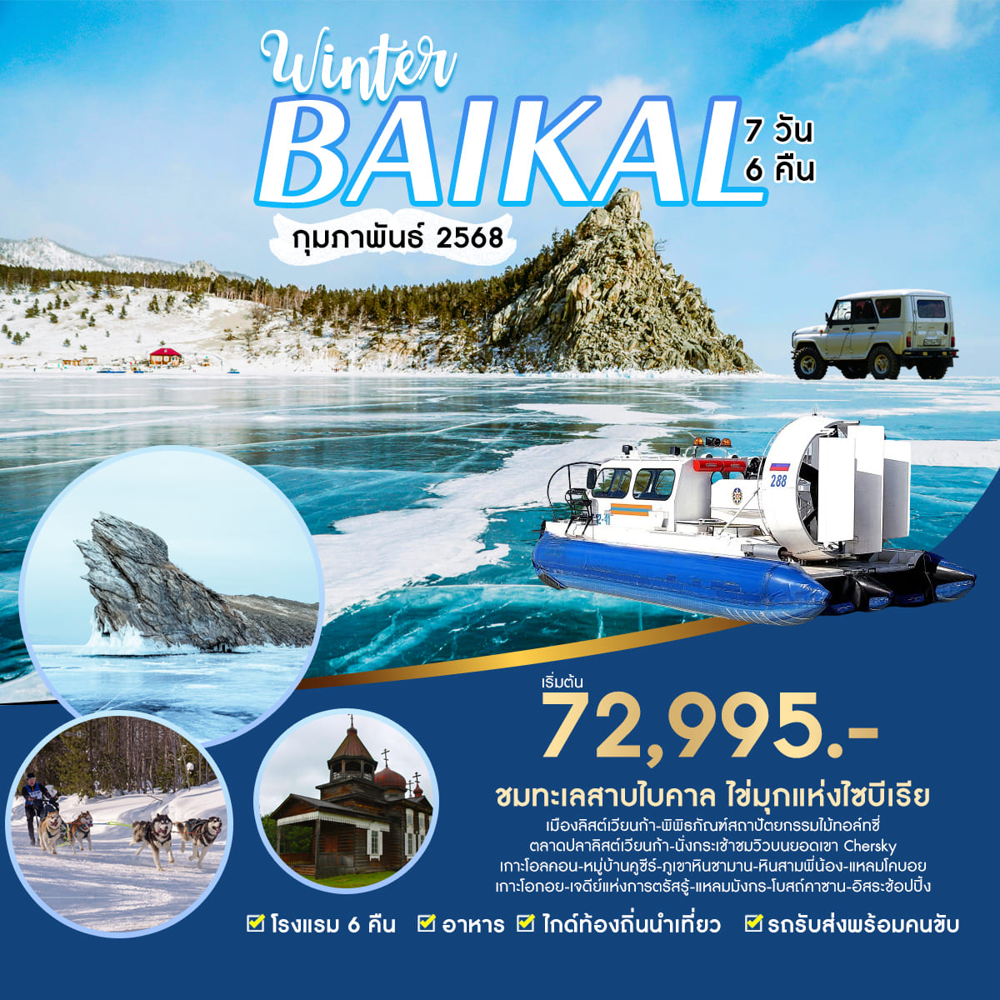 Winter
BAIKAL
7 วัน
6 คืน
กุมภาพันธ์ 2568
288
เริ่มต้น
72,995.-
ชมทะเลสาบไบคาล ไข่มุกแห่งไซบีเรีย
เมืองลิสต์เวียนก้า-พิพิธภัณฑ์สถาปัตยกรรมไม้ทอล์ทซี่
ตลาดปลาลิสต์เวียนก้า-นั่งกระเช้าชมวิวบนยอดเขา Chersky
เกาะโอลคอน-หมู่บ้านคูชีร์-ภูเขาหินชามาน-หินสามพี่น้อง-แหลมโคบอย
เกาะโอกอย-เจดีย์แห่งการตรัสรู้-แหลมมังกร-โบสถ์คาซาน-อิสระช้อปปิ้ง
โรงแรม 6 คืน อาหาร ไกด์ท้องถิ่นนำเที่ยว รถรับส่งพร้อมคนขับ